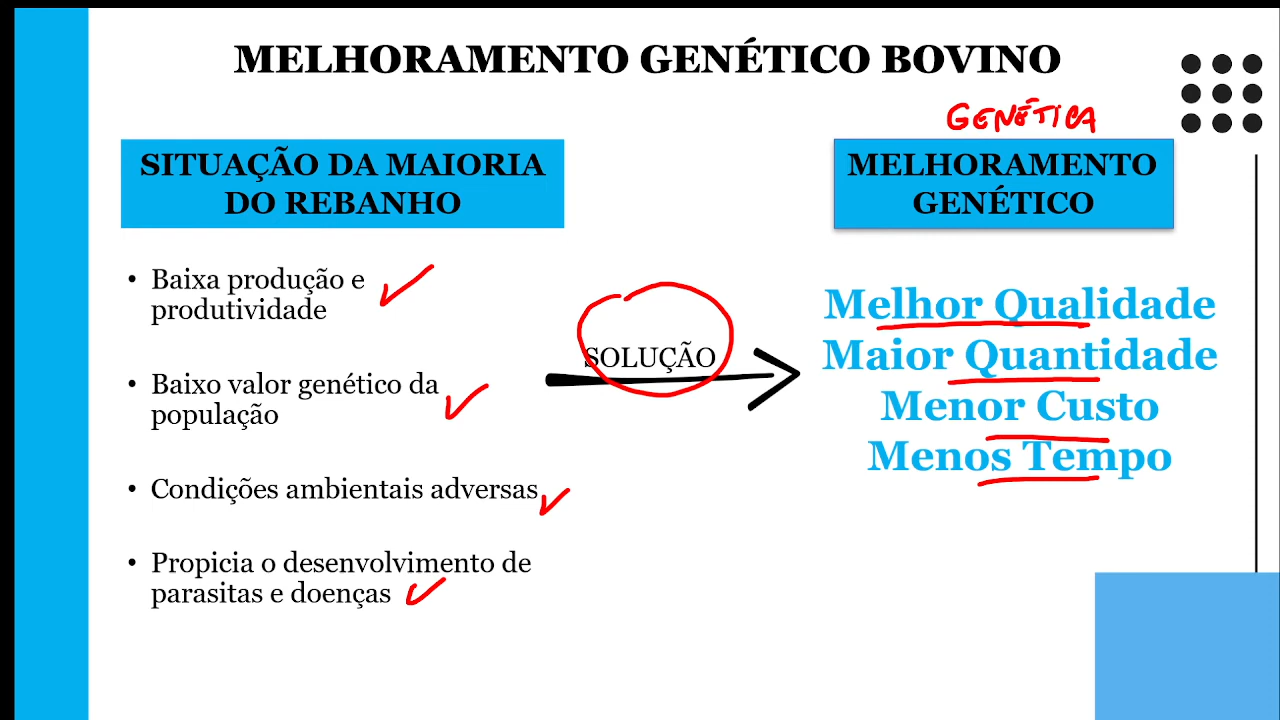 MELHORAMENTO GENÉTICO BOVINO
SITUAÇÃO DA MAIORIA
DO REBANHO
• Baixa produção e
produtividade
• Baixo valor genético da
população
• Condições ambientais adversas
• Propicia o desenvolvimento de
parasitas e doenças
SOLUÇÃO
GENÉTICA
MELHORAMENTO
GENÉTICO
Melhor Qualidade
Maior Quantidade
Menor Custo
Menos Tempo